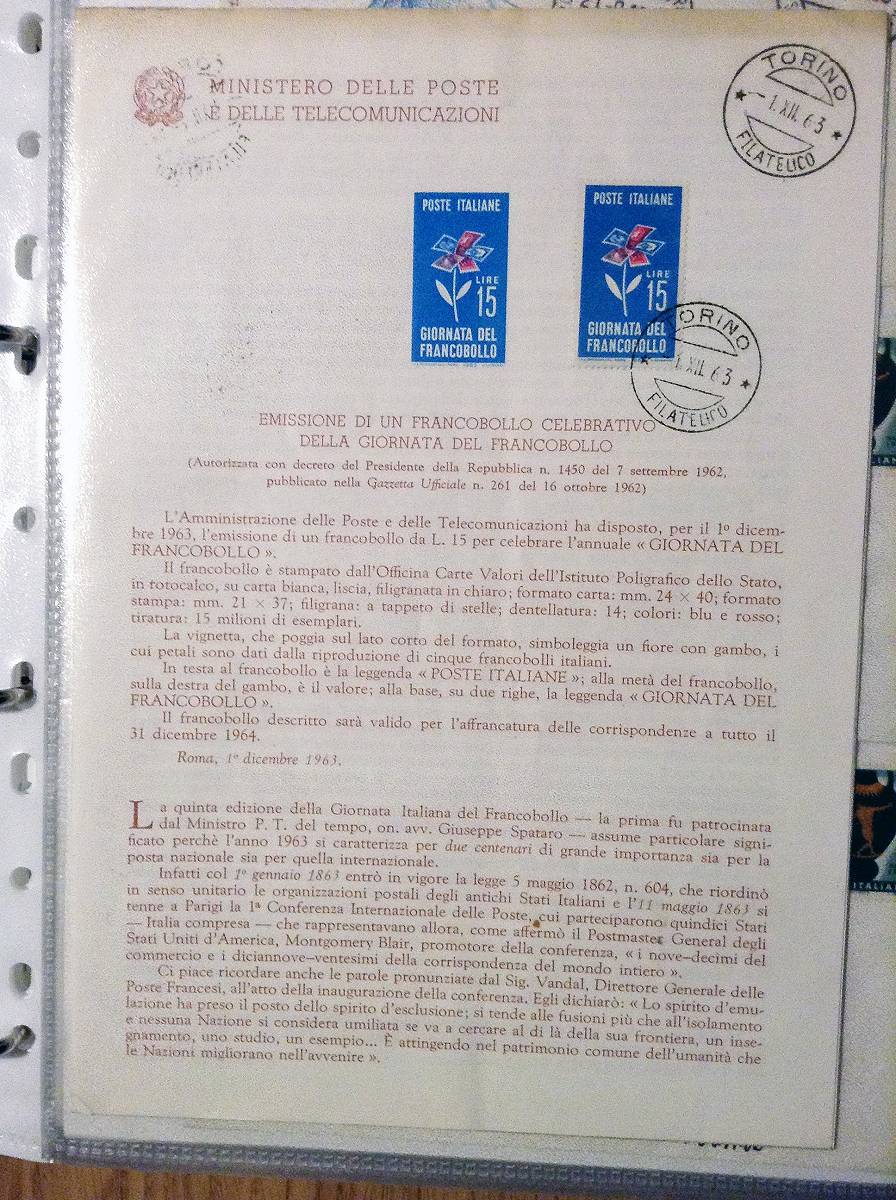 MINISTERO DELLE POSTE
E DELLE TELECOMUNICAZIONI
TORINO
1.XII.63
FILATELICO
POSTE ITALIANE
LIRE
15
GIORNATA DEL
FRANCOBOLLO
POSTE ITALIANE
LIRE
15
GIORNATA DEL
FRANCOBOLLO
TORINO
1.XII.63
FILATELICO
EMISSIONE DI UN FRANCOBOLLO CELEBRATIVO
DELLA GIORNATA DEL FRANCOBOLLO
(Autorizzata con decreto del Presidente della Repubblica n. 1450 del 7 settembre 1962,
pubblicato nella Gazzetta Ufficiale n. 261 del 16 ottobre 1962)
L'Amministrazione delle Poste e delle Telecomunicazioni ha disposto, per il 1º dicem-
bre 1963, l'emissione di un francobollo da L. 15 per celebrare l'annuale « GIORNATA DEL
FRANCOBOLLO ».
Il francobollo è stampato dall'Officina Carte Valori dell'Istituto Poligrafico dello Stato,
in rotocalco, su carta bianca, liscia, filigranata in chiaro; formato carta: mm. 24 × 40; formato
stampa: mm. 21 × 37; filigrana: a tappeto di stelle; dentellatura: 14; colori: blu e rosso;
tiratura: 15 milioni di esemplari.
La vignetta, che poggia sul lato corto del formato, simboleggia un fiore con gambo, i
cui petali sono dati dalla riproduzione di cinque francobolli italiani.
In testa al francobollo è la leggenda « POSTE ITALIANE »; alla metà del francobollo,
sulla destra del gambo, è il valore; alla base, su due righe, la leggenda « GIORNATA DEL
FRANCOBOLLO ».
Il francobollo descritto sarà valido per l'affrancatura delle corrispondenze a tutto il
31 dicembre 1964.
Roma, 1º dicembre 1963.
La quinta edizione della Giornata Italiana del Francobollo — la prima fu patrocinata
dal Ministro P. T. del tempo, on. avv. Giuseppe Spataro — assume particolare signi-
ficato perchè l'anno 1963 si caratterizza per due centenari di grande importanza sia per la
posta nazionale sia per quella internazionale.
Infatti col 1º gennaio 1863 entrò in vigore la legge 5 maggio 1862, n. 604, che riordinò
in senso unitario le organizzazioni postali degli antichi Stati Italiani e l'11 maggio 1863 si
tenne a Parigi la 1ª Conferenza Internazionale delle Poste, cui parteciparono quindici Stati
— Italia compresa — che rappresentavano allora, come affermò il Postmaster General degli
Stati Uniti d'America, Montgomery Blair, promotore della conferenza, « i nove-decimi del
commercio e i diciannove-ventesimi della corrispondenza del mondo intiero ».
Ci piace ricordare anche le parole pronunziate dal Sig. Vandal, Direttore Generale delle
Poste Francesi, all'atto della inaugurazione della conferenza. Egli dichiarò: « Lo spirito d'emu-
lazione ha preso il posto dello spirito d'esclusione; si tende alle fusioni più che all'isolamento
e nessuna Nazione si considera umiliata se va a cercare al di là della sua frontiera, un inse-
gnamento, uno studio, un esempio... È attingendo nel patrimonio comune dell'umanità che
le Nazioni migliorano nell'avvenire ».